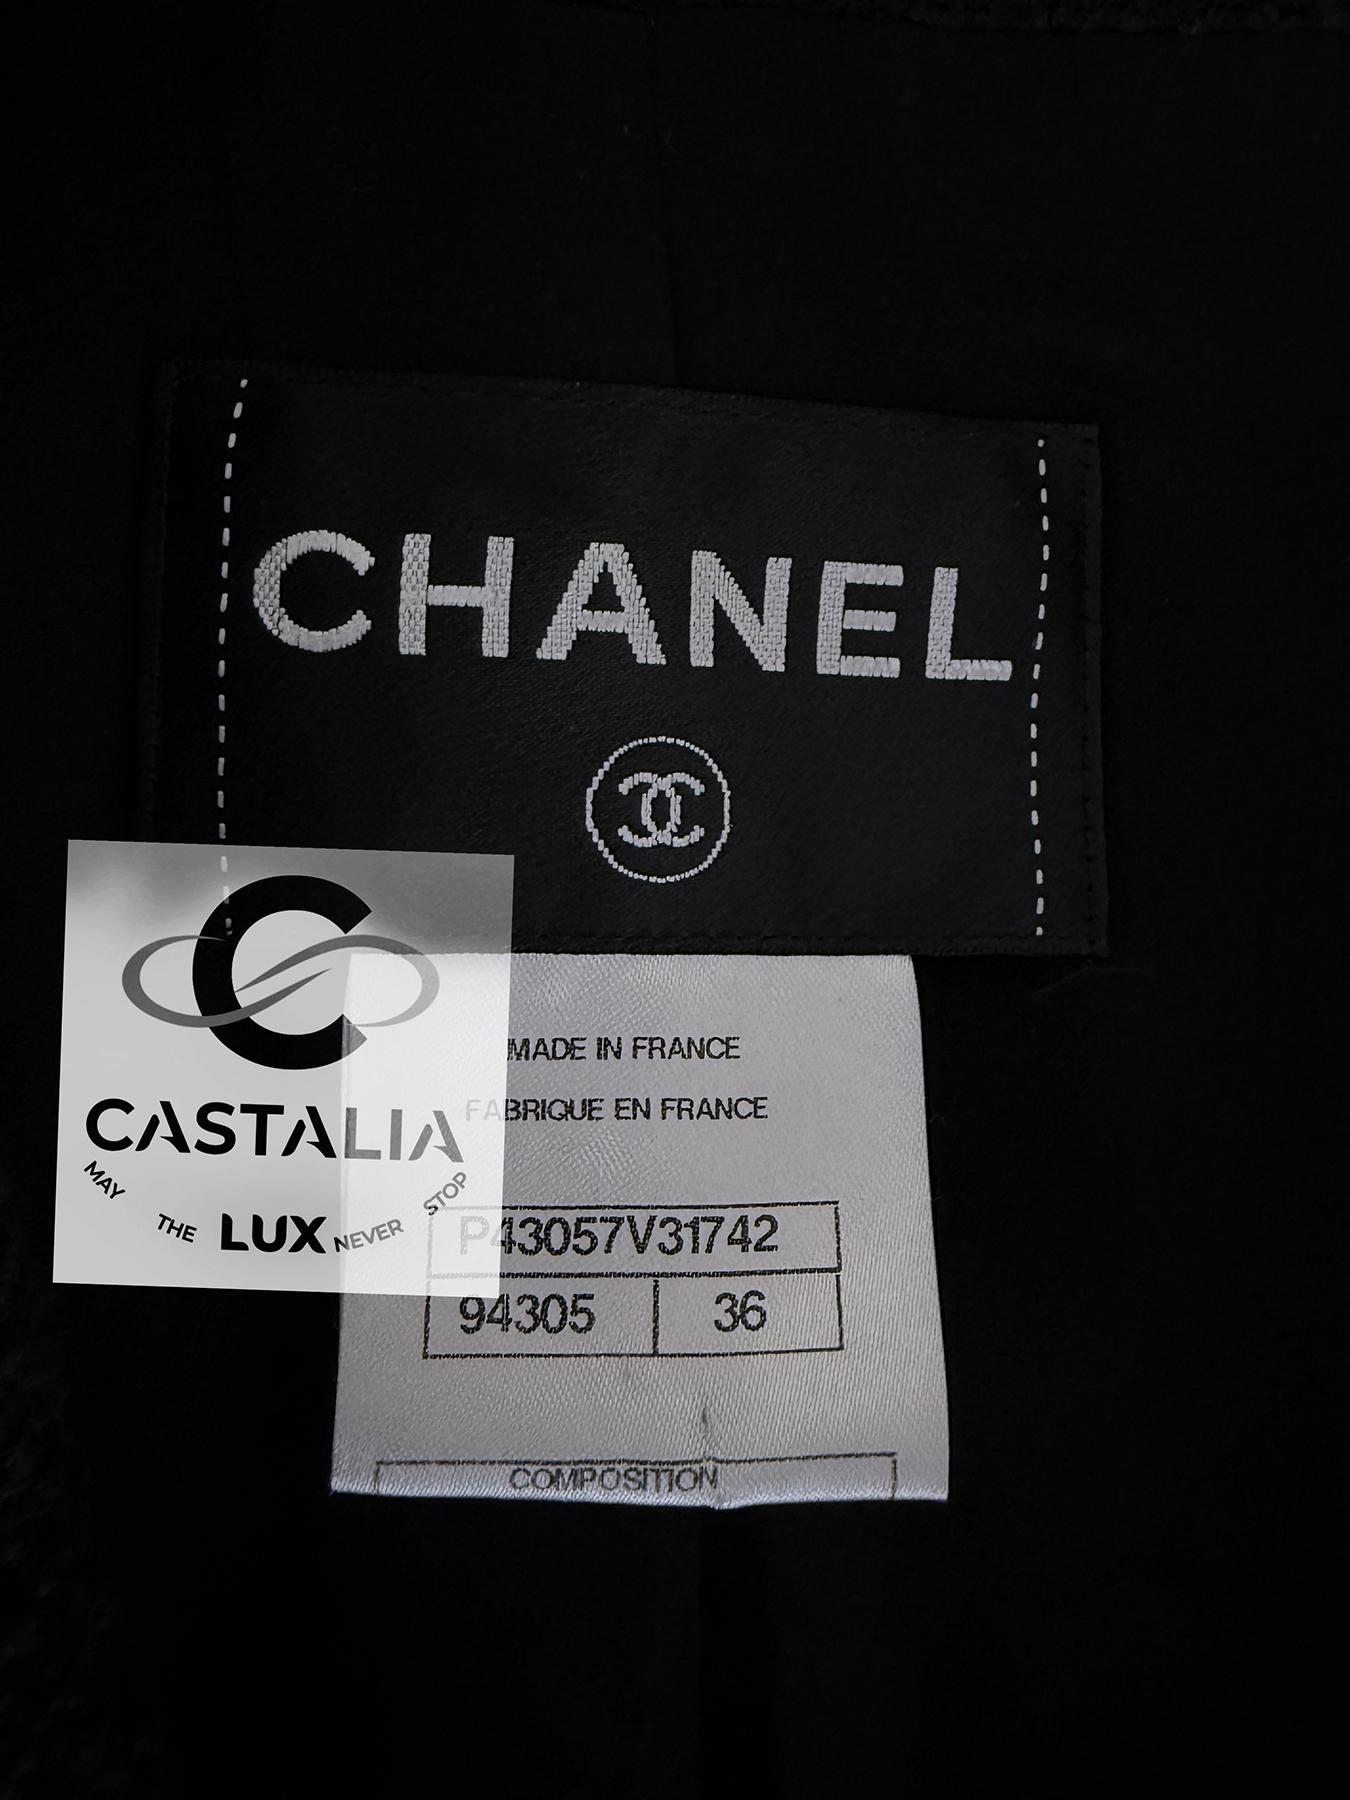 CHANEL
CASTALIA
MAY THE LUX NEVER STOP
MADE IN FRANCE
FABRIQUE EN FRANCE
P43057V31742
94305 36
COMPOSITION